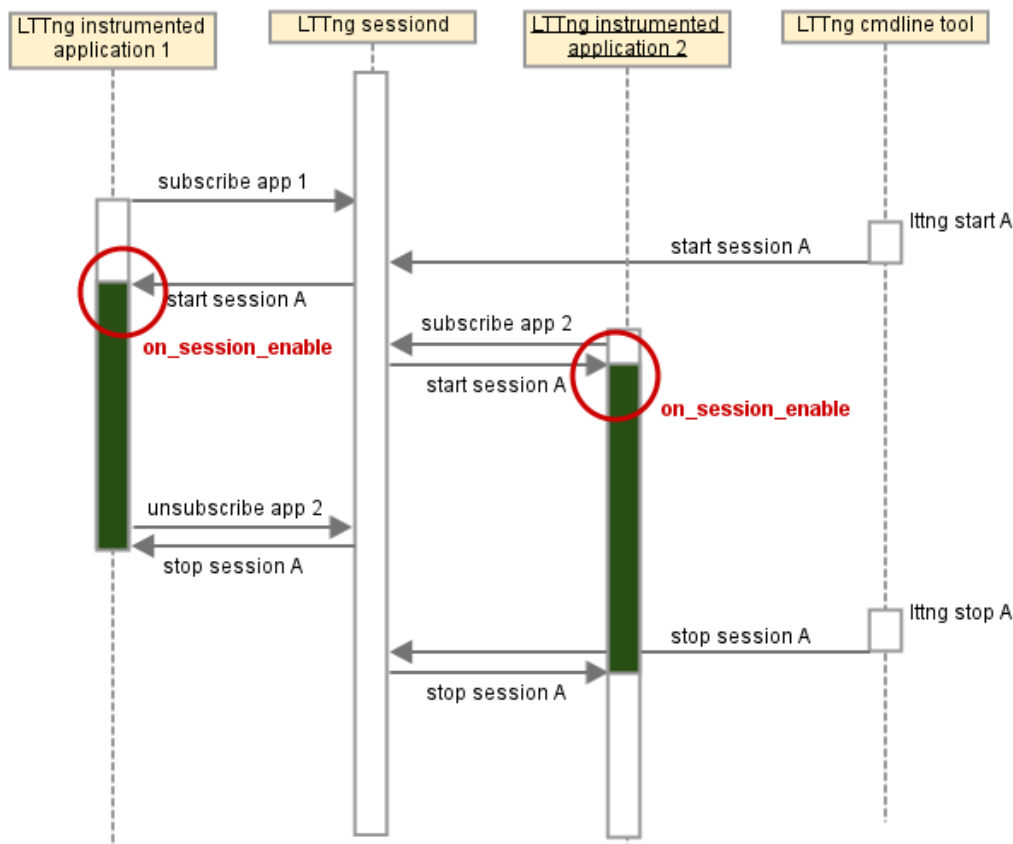 LTTng instrumented
application 1
LTTng sessiond
LTTng instrumented
application 2
LTTng cmdline tool
subscribe app 1
lttng start A
start session A
start session A
subscribe app 2
on_session_enable
start session A
on_session_enable
unsubscribe app 2
stop session A
lttng stop A
stop session A
stop session A